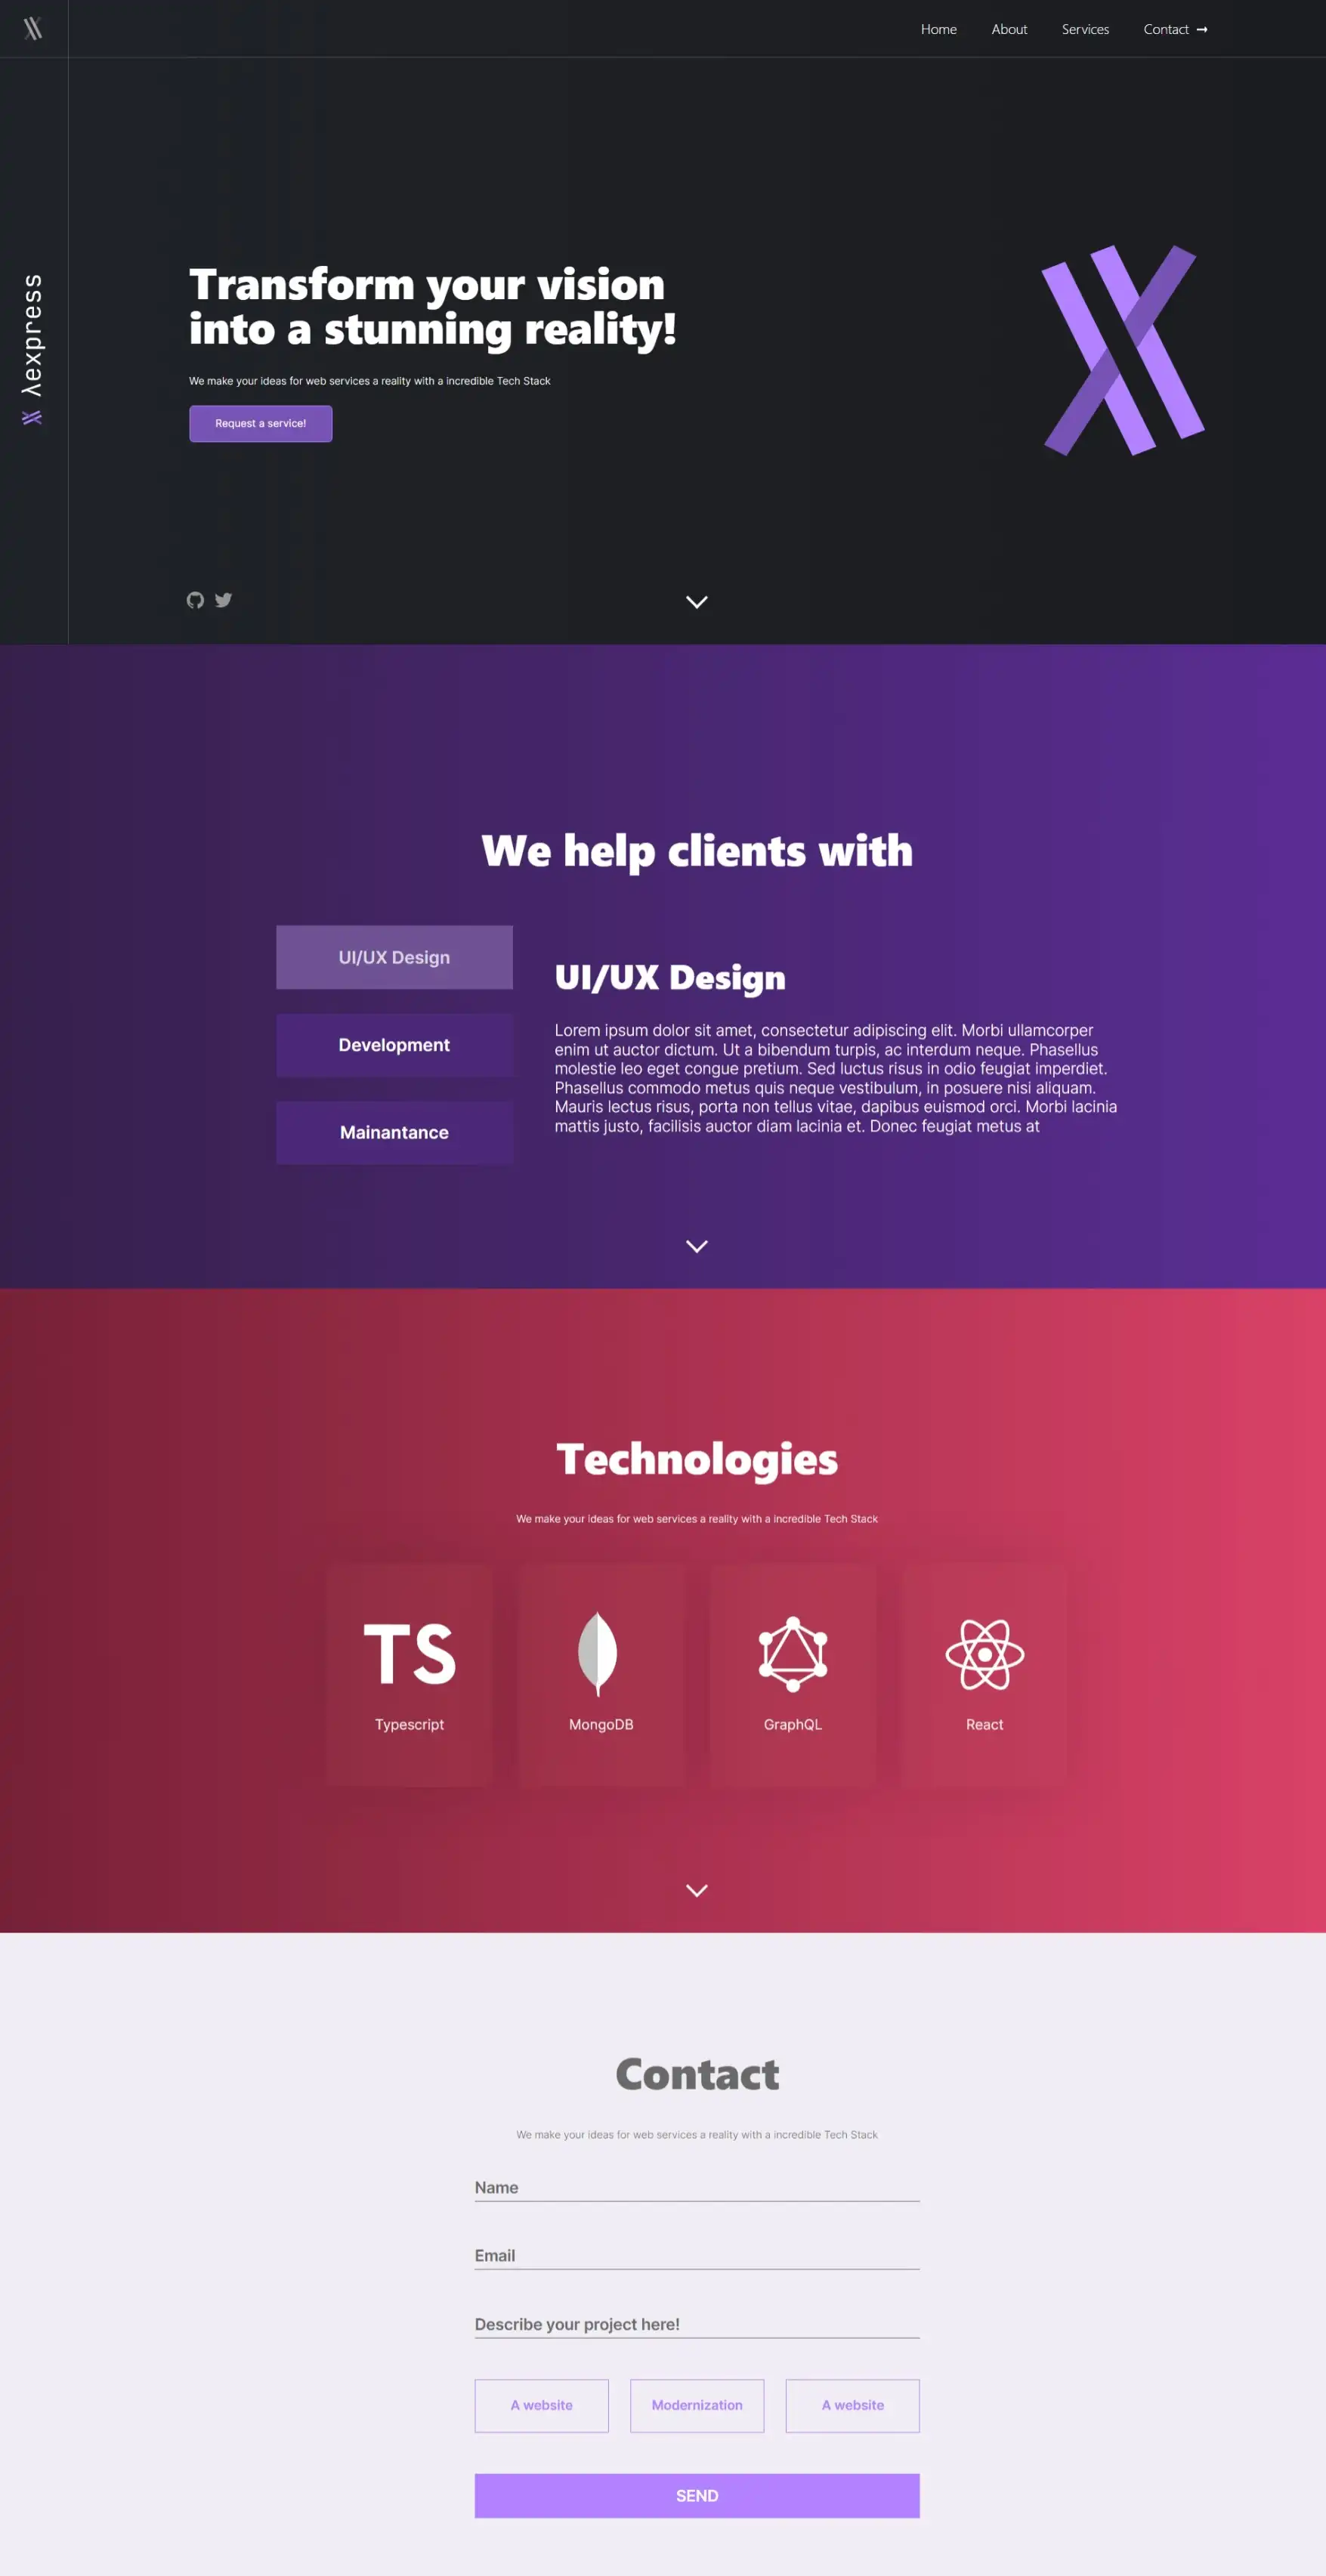 Home About Services Contact →
λexpress
Transform your vision
into a stunning reality!
We make your ideas for web services a reality with a incredible Tech Stack
Request a service!
We help clients with
UI/UX Design
Development
Mainantance
UI/UX Design
Lorem ipsum dolor sit amet, consectetur adipiscing elit. Morbi ullamcorper
enim ut auctor dictum. Ut a bibendum turpis, ac interdum neque. Phasellus
molestie leo eget congue pretium. Sed luctus risus in odio feugiat imperdiet.
Phasellus commodo metus quis neque vestibulum, in posuere nisi aliquam.
Mauris lectus risus, porta non tellus vitae, dapibus euismod orci. Morbi lacinia
mattis justo, facilisis auctor diam lacinia et. Donec feugiat metus at
Technologies
We make your ideas for web services a reality with a incredible Tech Stack
TS
Typescript MongoDB GraphQL React
Contact
We make your ideas for web services a reality with a incredible Tech Stack
Name
Email
Describe your project here!
A website Modernization A website
SEND